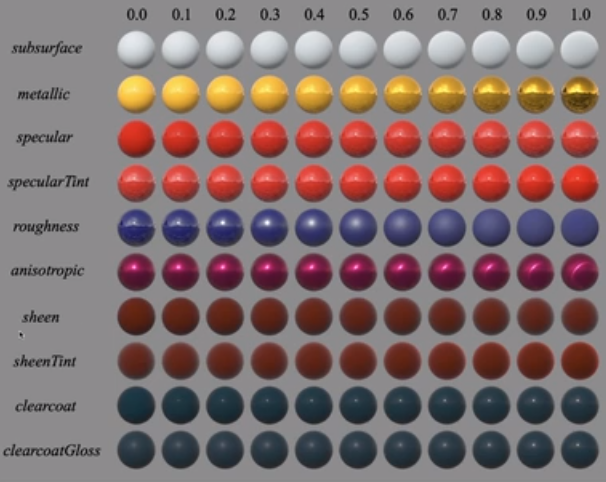 0.0 0.1 0.2 0.3 0.4 0.5 0.6 0.7 0.8 0.9 1.0
subsurface
metallic
specular
specularTint
roughness
anisotropic
sheen
sheenTint
clearcoat
clearcoatGloss